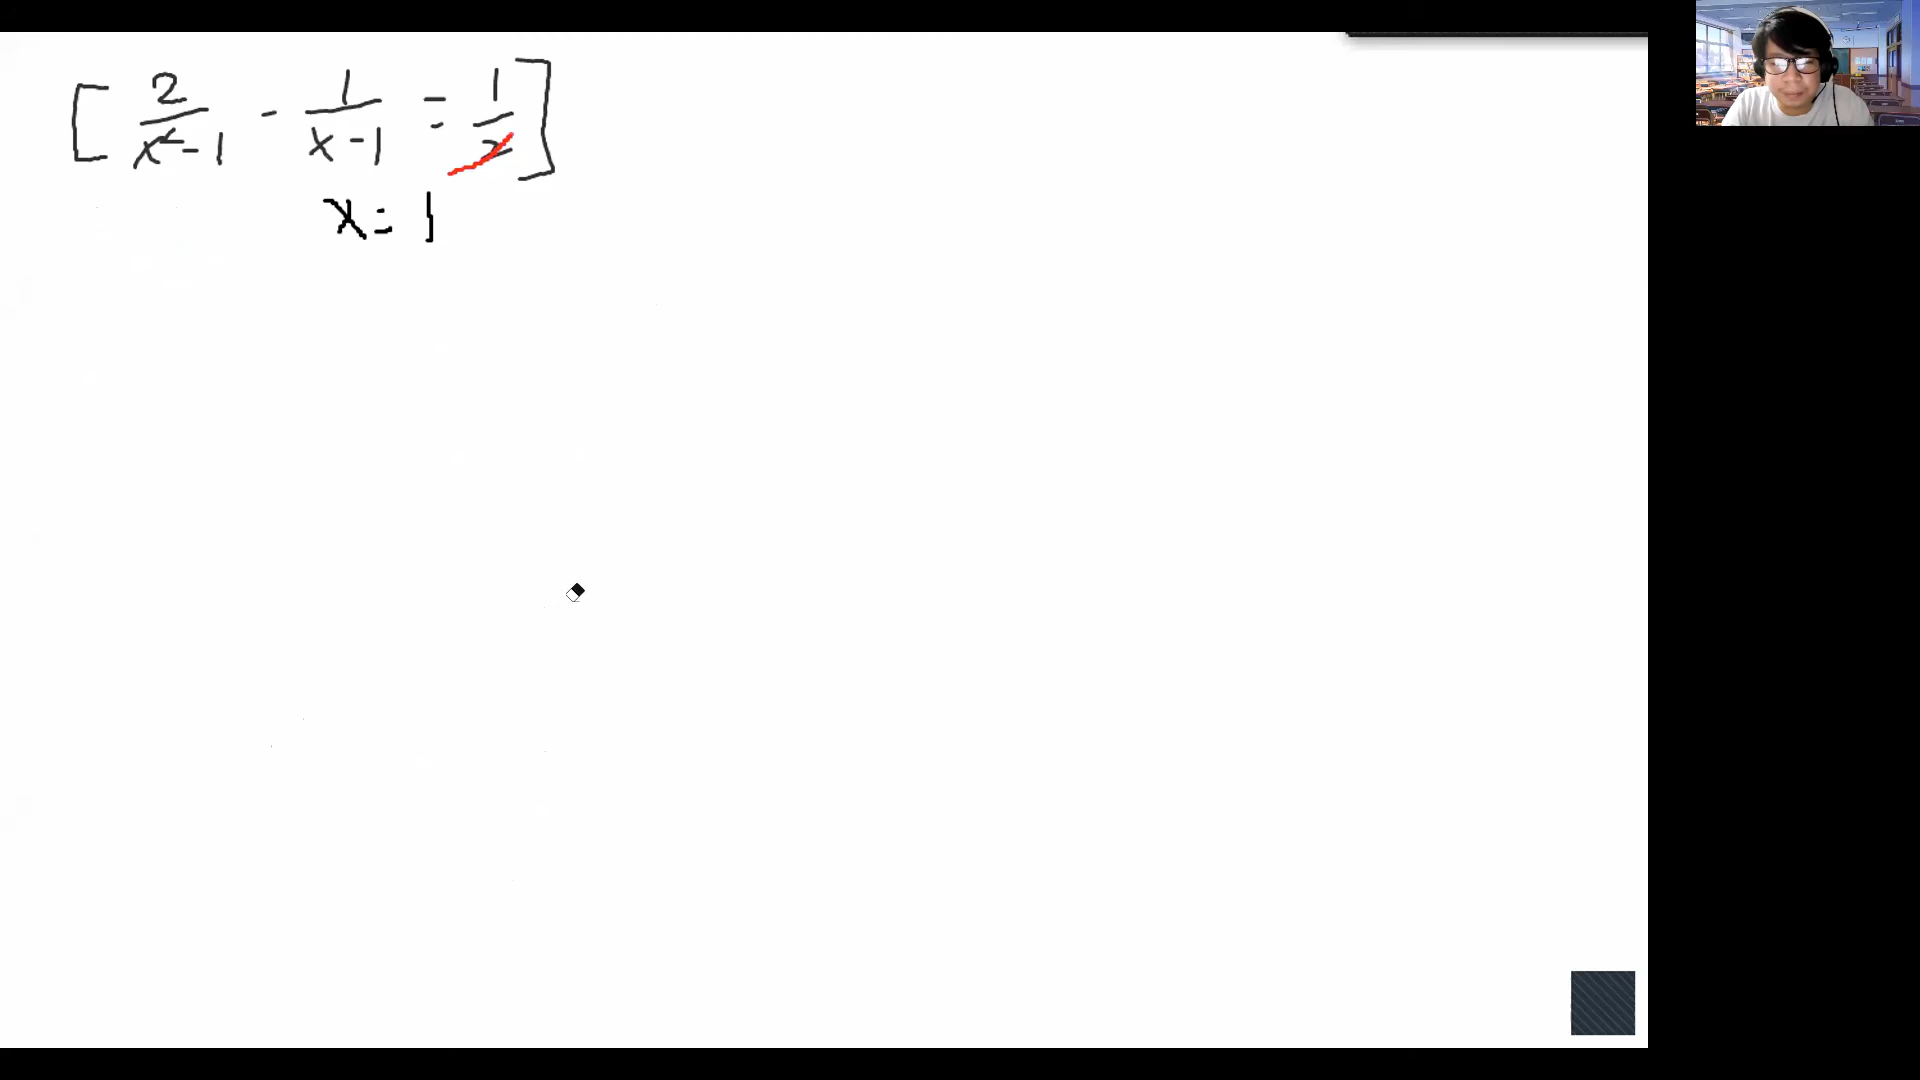 [ 2/(x²-1) - 1/(x-1) = 1/2 ]
x = 1